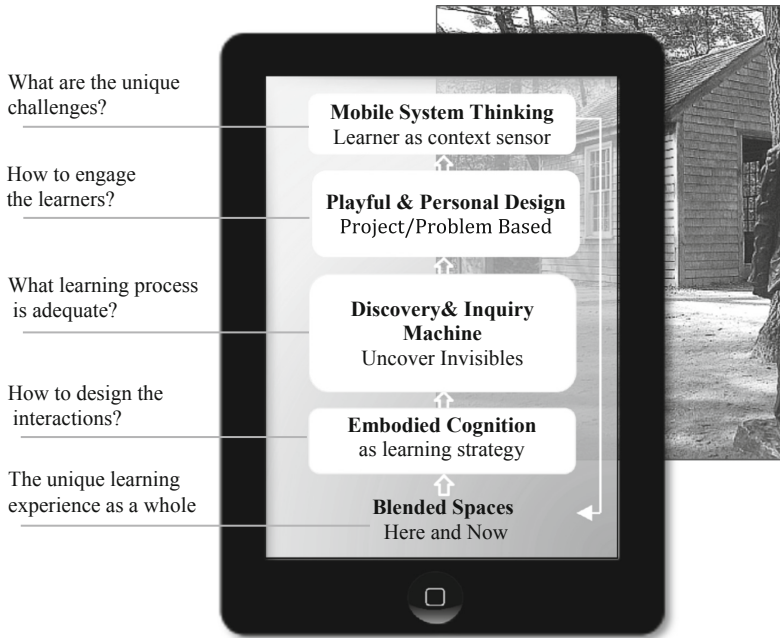 What are the unique
challenges?
Mobile System Thinking
Learner as context sensor
How to engage
the learners?
Playful & Personal Design
Project/Problem Based
What learning process
is adequate?
Discovery& Inquiry
Machine
Uncover Invisibles
How to design the
interactions?
Embodied Cognition
as learning strategy
The unique learning
experience as a whole
Blended Spaces
Here and Now